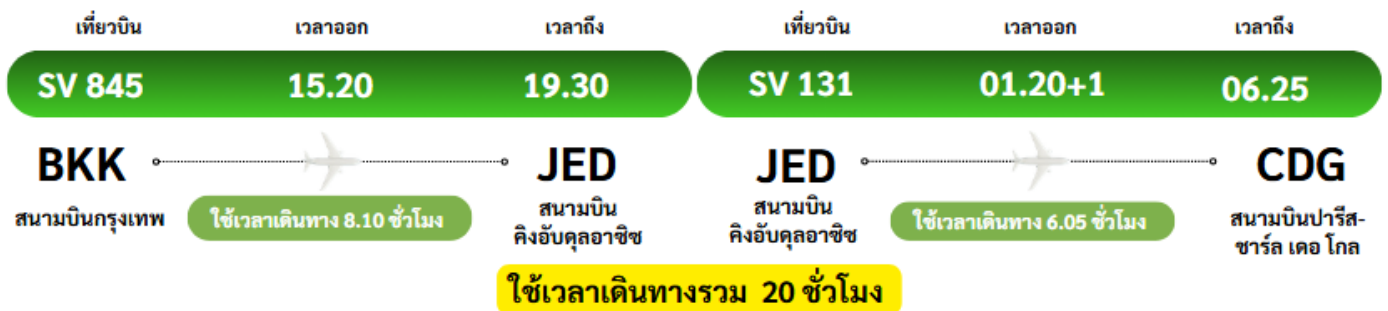 เที่ยวบิน เวลาออก เวลาถึง เที่ยวบิน เวลาออก เวลาถึง
SV 845 15.20 19.30 SV 131 01.20+1 06.25
BKK JED JED CDG
สนามบินกรุงเทพ ใช้เวลาเดินทาง 8.10 ชั่วโมง สนามบิน สนามบิน ใช้เวลาเดินทาง 6.05 ชั่วโมง สนามบินปารีส-
คิงอับดุลอาซิซ คิงอับดุลอาซิซ ชาร์ล เดอ โกล
ใช้เวลาเดินทางรวม 20 ชั่วโมง